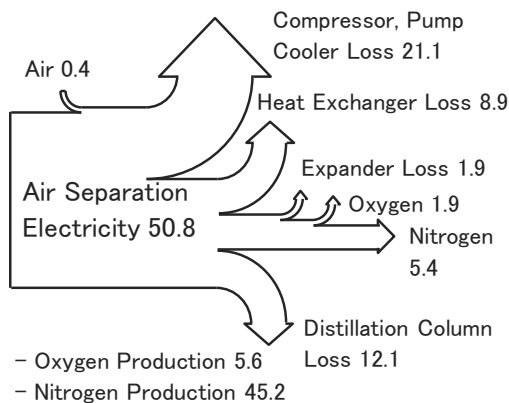 Compressor, Pump
Cooler Loss 21.1
Air 0.4
Heat Exchanger Loss 8.9
Expander Loss 1.9
Air Separation
Electricity 50.8
Oxygen 1.9
Nitrogen
5.4
Distillation Column
Loss 12.1
- Oxygen Production 5.6
- Nitrogen Production 45.2